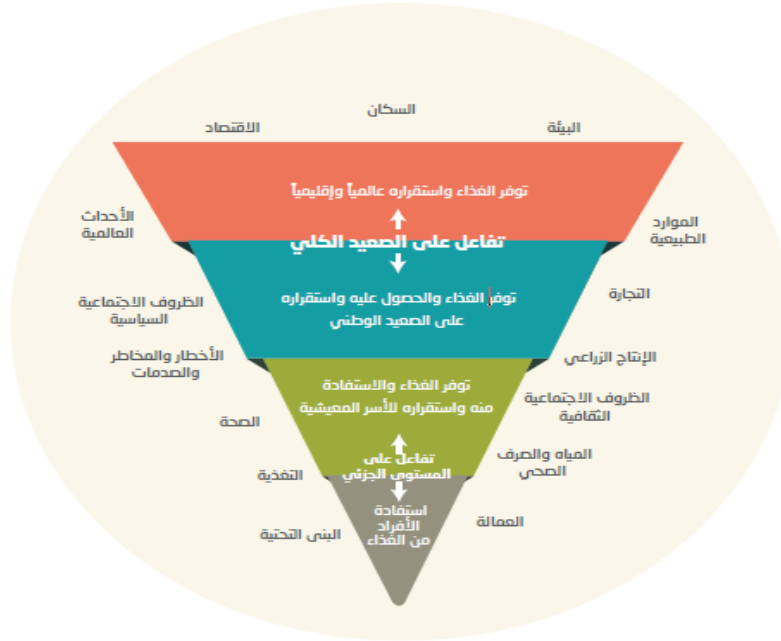 السكان
البيئة
الاقتصاد
توفر الغذاء واستقراره عالمياً وإقليمياً
الموارد
الطبيعية
الأحداث
العالمية
تفاعل على الصعيد الكلي
التجارة
توفر الغذاء والحصول عليه واستقراره
على الصعيد الوطني
الظروف الاجتماعية
السياسية
الإنتاج الزراعي
الأخطار والمخاطر
والصدمات
توفر الغذاء والاستفادة
منه واستقراره للأسر المعيشية
الظروف الاجتماعية
الثقافية
الصحة
المياه والصرف
الصحي
تفاعل على
المستوى الجزئي
التغذية
استفادة
الأفراد
من الغذاء
العمالة
البنى التحتية